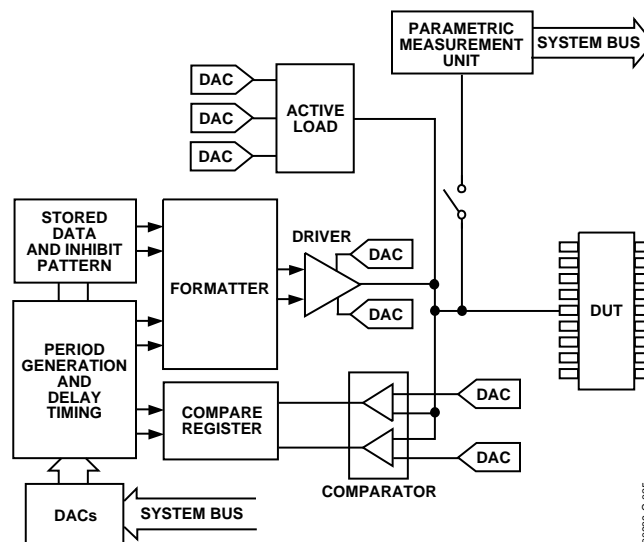 PARAMETRIC
MEASUREMENT
UNIT
SYSTEM BUS
DAC
DAC
DAC
ACTIVE
LOAD
STORED
DATA
AND INHIBIT
PATTERN
FORMATTER
DRIVER
DAC
DAC
DUT
PERIOD
GENERATION
AND
DELAY
TIMING
COMPARE
REGISTER
DAC
DAC
COMPARATOR
DACs
SYSTEM BUS